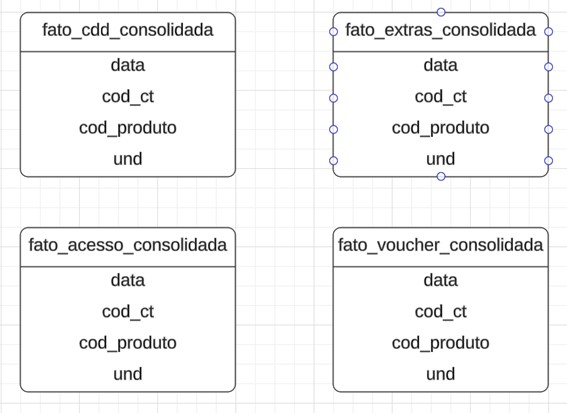 fato_cdd_consolidada
data
cod_ct
cod_produto
und
fato_extras_consolidada
data
cod_ct
cod_produto
und
fato_acesso_consolidada
data
cod_ct
cod_produto
und
fato_voucher_consolidada
data
cod_ct
cod_produto
und